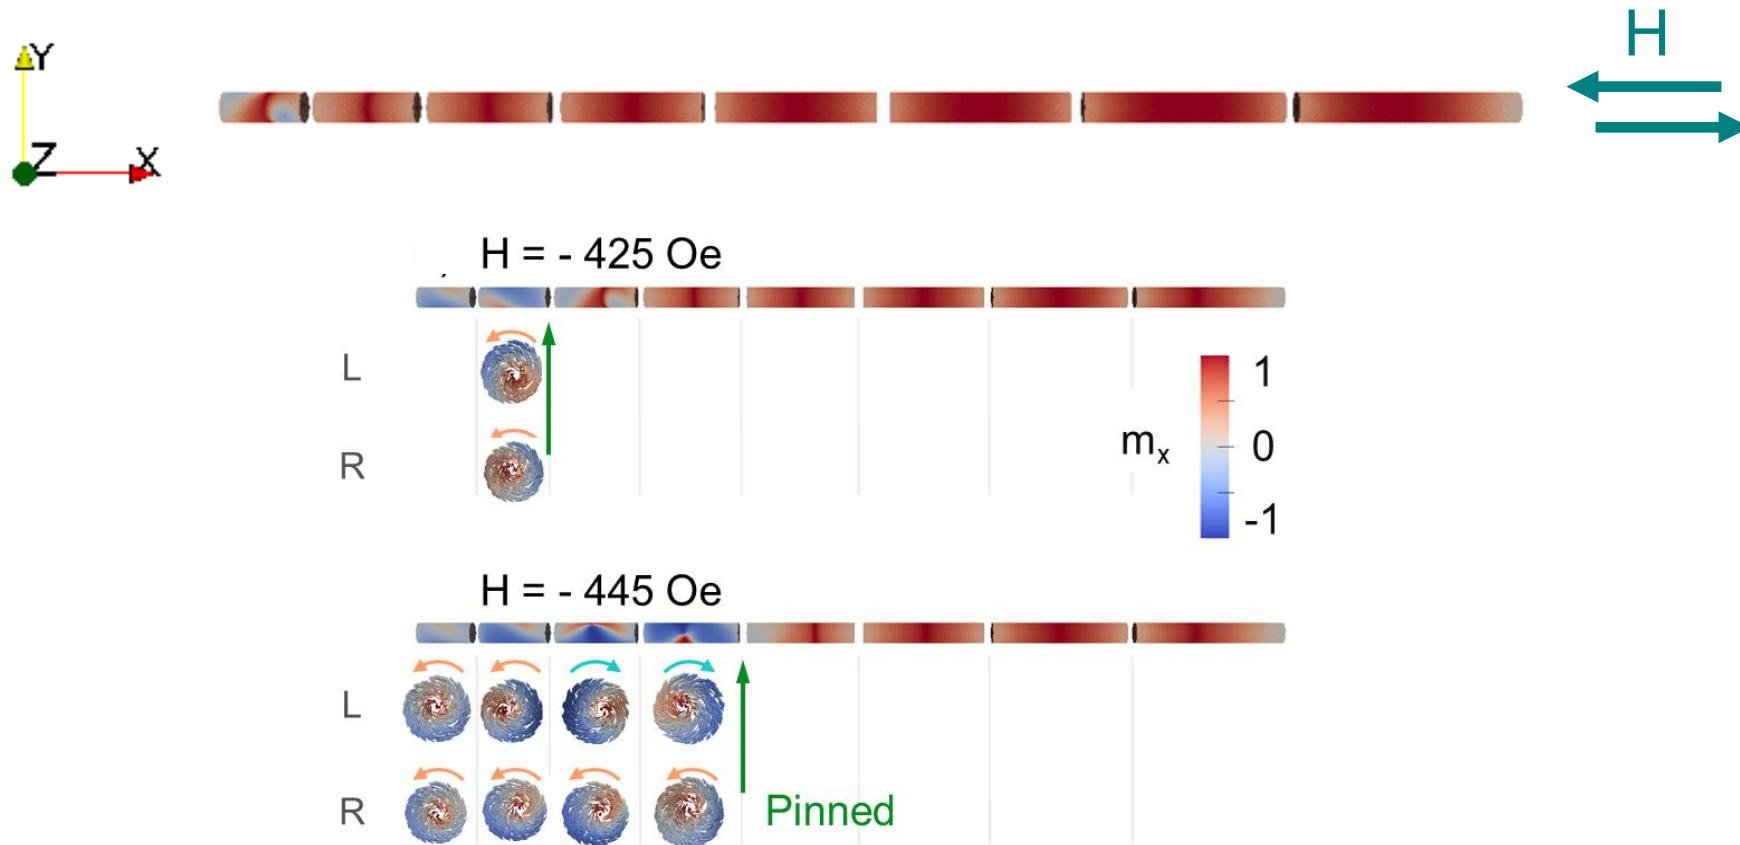 H
Y
Z X
H = - 425 Oe
L
R
mx
1
0
-1
H = - 445 Oe
L
R
Pinned